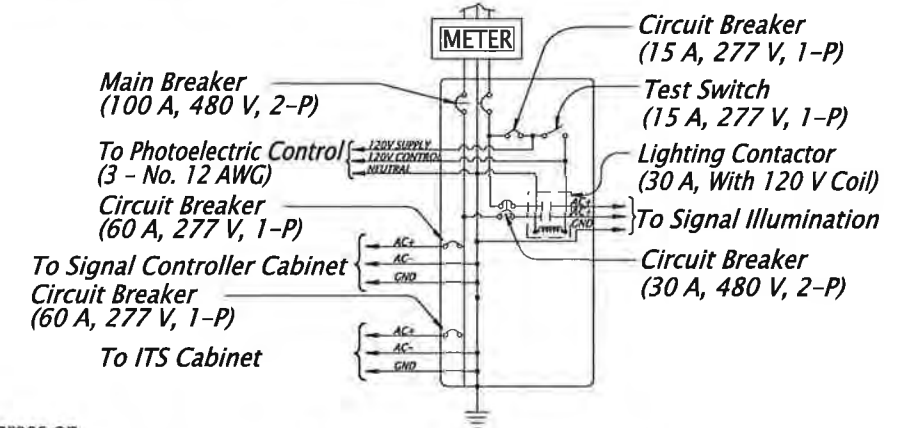 METER
Circuit Breaker
(15 A, 277 V, 1-P)
Main Breaker
(100 A, 480 V, 2-P)
Test Switch
(15 A, 277 V, 1-P)
To Photoelectric Control
(3 - No. 12 AWG)
120V SUPPLY
120V CONTROL
NEUTRAL
Lighting Contactor
(30 A, With 120 V Coil)
Circuit Breaker
(60 A, 277 V, 1-P)
AC+
AC+
GND
To Signal Illumination
To Signal Controller Cabinet
AC+
AC-
GND
Circuit Breaker
(30 A, 480 V, 2-P)
Circuit Breaker
(60 A, 277 V, 1-P)
To ITS Cabinet
AC+
AC-
GND